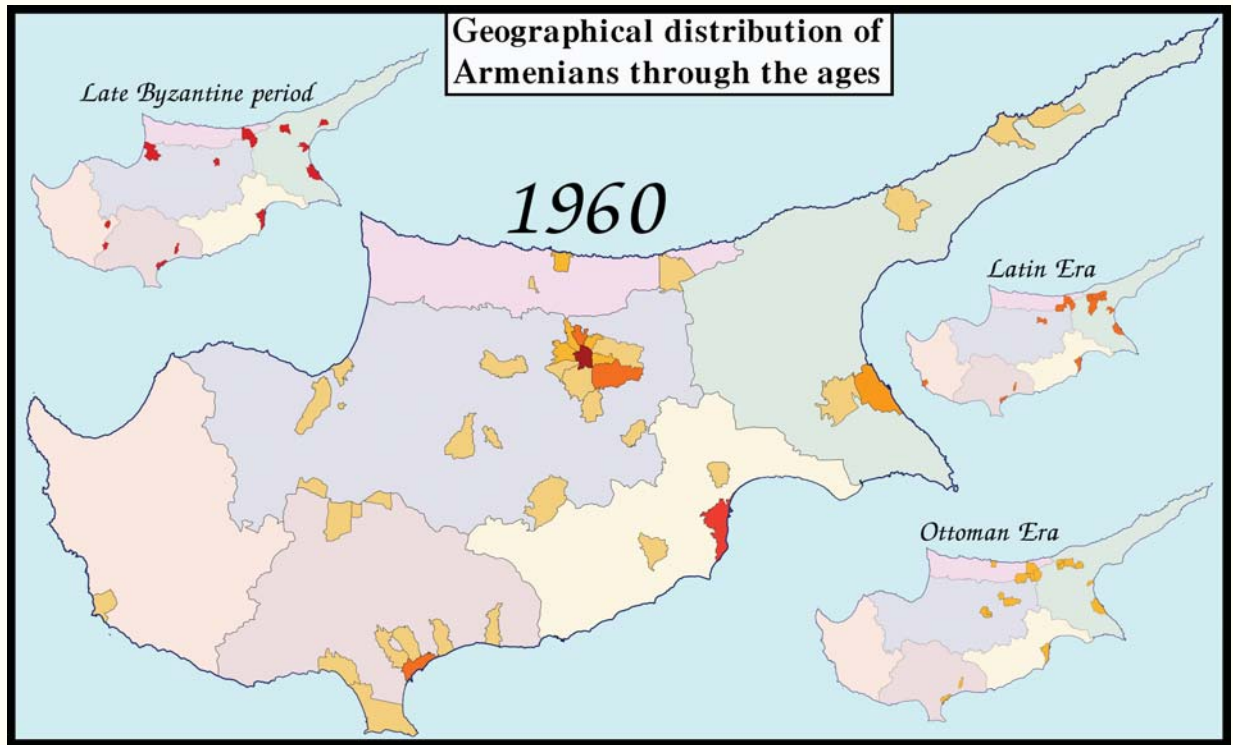 Geographical distribution of
Armenians through the ages
Late Byzantine period
1960
Latin Era
Ottoman Era